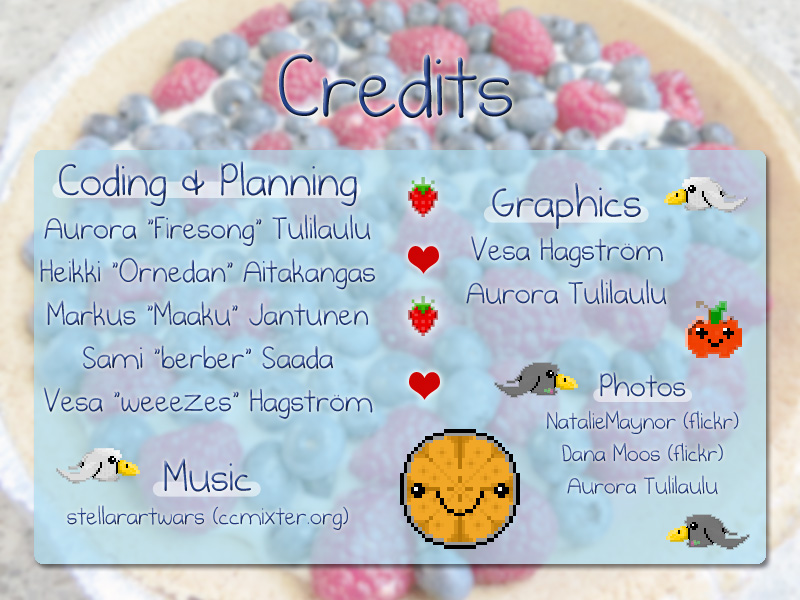 Credits
Coding & Planning
Aurora "Firesong" Tulilaulu
Heikki "Ornedan" Aitakangas
Markus "Maaku" Jantunen
Sami "berber" Saada
Vesa "weeezes" Hagström
Music
stellarartwars (ccmixter.org)
Graphics
Vesa Hagström
Aurora Tulilaulu
Photos
NatalieMaynor (flickr)
Dana Moos (flickr)
Aurora Tulilaulu